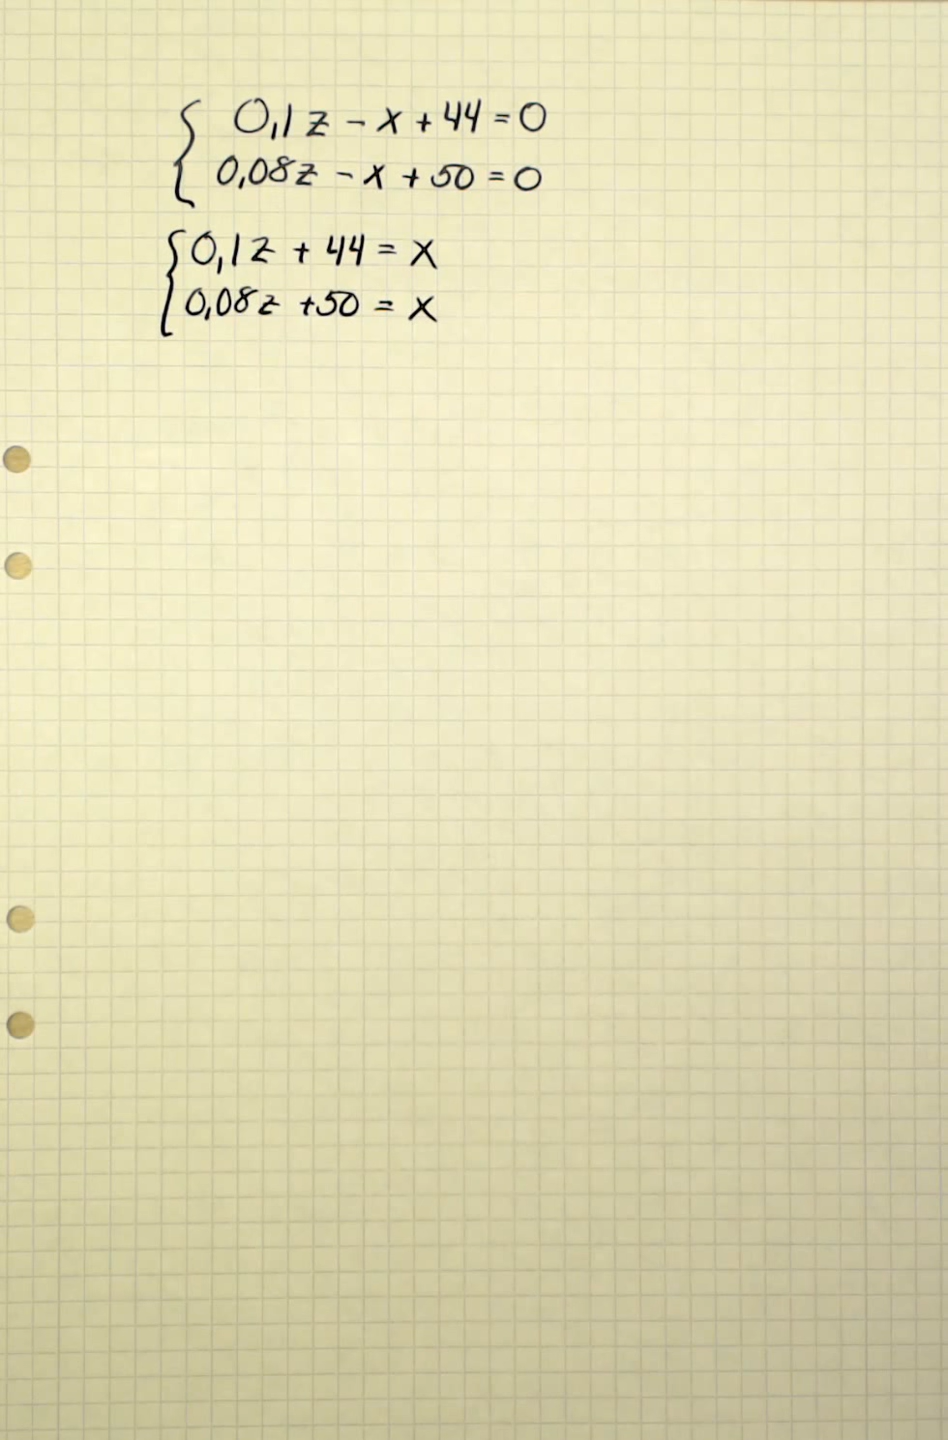 0,1z - x + 44 = 0
0,08z - x + 50 = 0
0,1z + 44 = x
0,08z + 50 = x